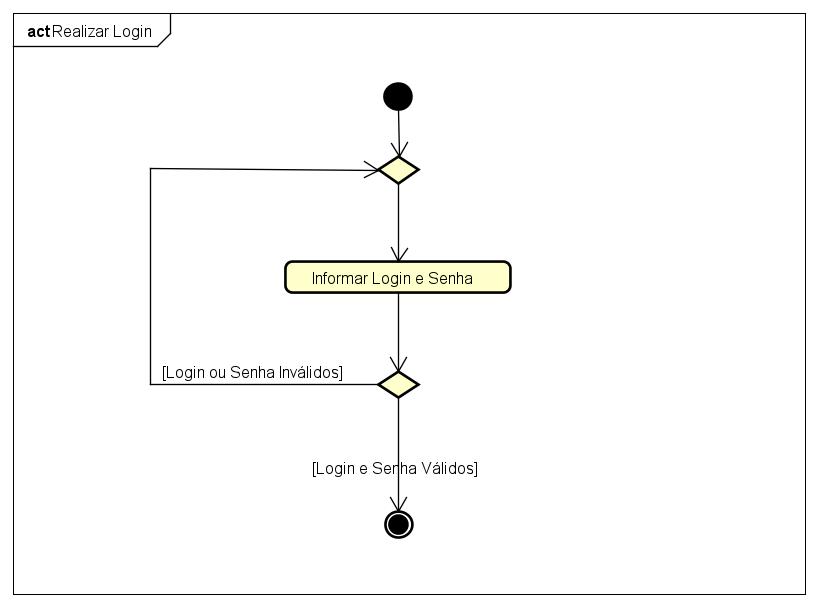 act Realizar Login
Informar Login e Senha
[Login ou Senha Inválidos]
[Login e Senha Válidos]